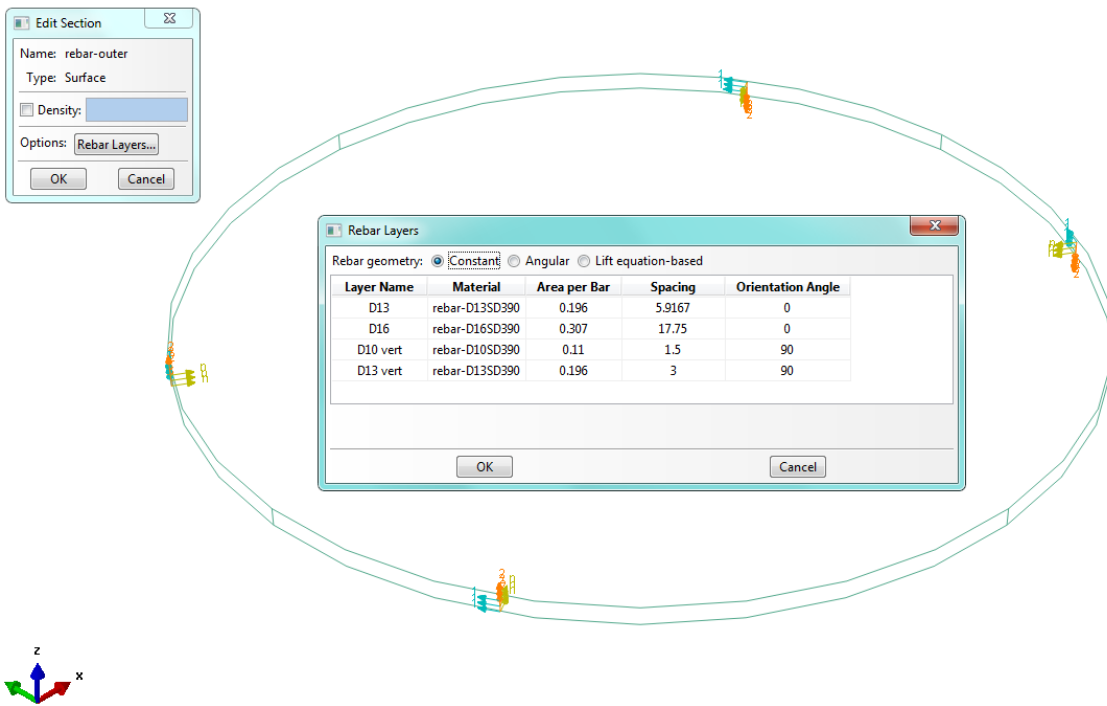 Edit Section
Name: rebar-outer
Type: Surface
Density:
Options: Rebar Layers...
OK Cancel
Rebar Layers
Rebar geometry: Constant Angular Lift equation-based
Layer Name Material Area per Bar Spacing Orientation Angle
D13 rebar-D13SD390 0.196 5.9167 0
D16 rebar-D16SD390 0.307 17.75 0
D10 vert rebar-D10SD390 0.11 1.5 90
D13 vert rebar-D13SD390 0.196 3 90
OK Cancel
z
x